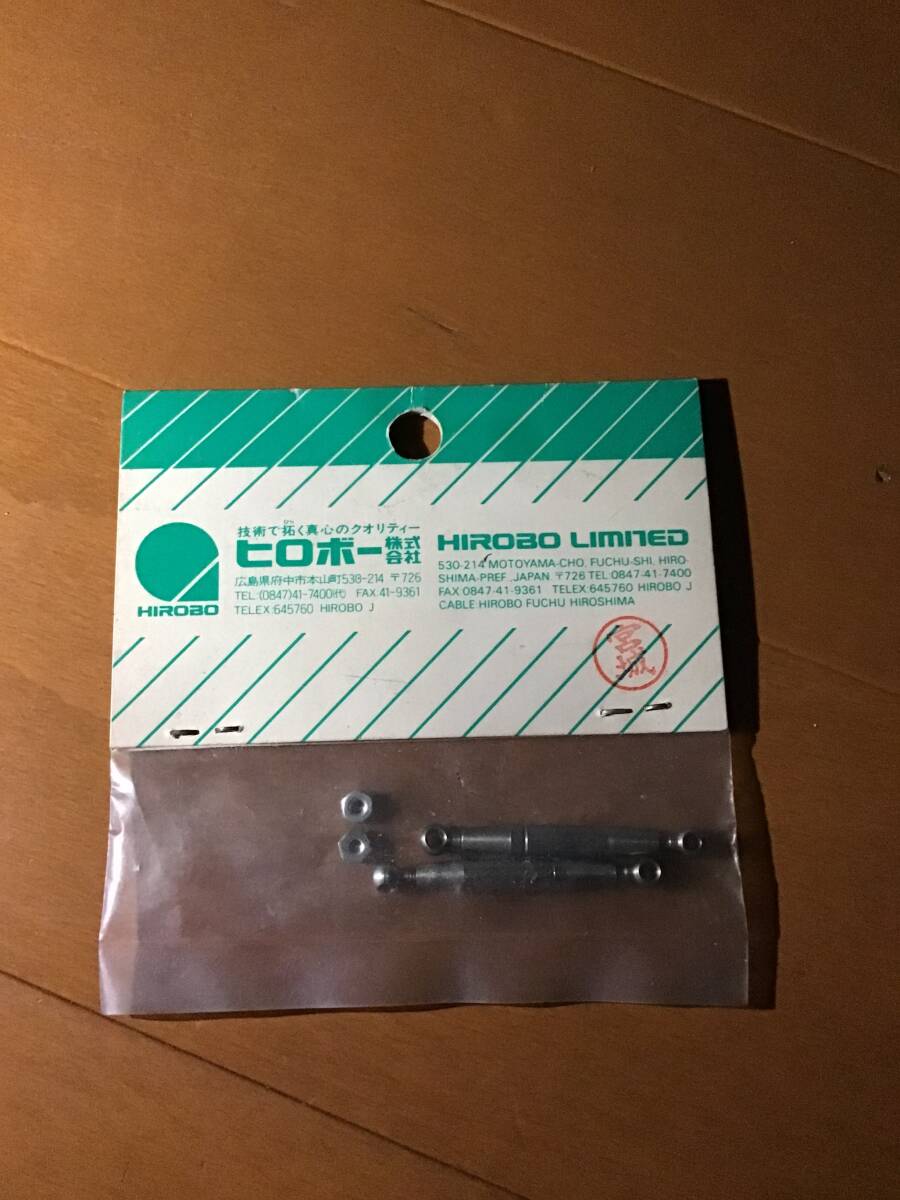 HIROBO
技術で拓く真心のクオリティー
ひら
ヒロボー株式会社
広島県府中市本山町530-214 〒726
TEL:(0847)41-7400(代) FAX.41-9361
TELEX:645760 HIROBO J
HIROBO LIMITED
530-214 MOTOYAMA-CHO, FUCHU-SHI, HIRO-
SHIMA-PREF., JAPAN 〒726 TEL:0847-41-7400
FAX 0847-41-9361 TELEX:645760 HIROBO J
CABLE:HIROBO FUCHU HIROSHIMA